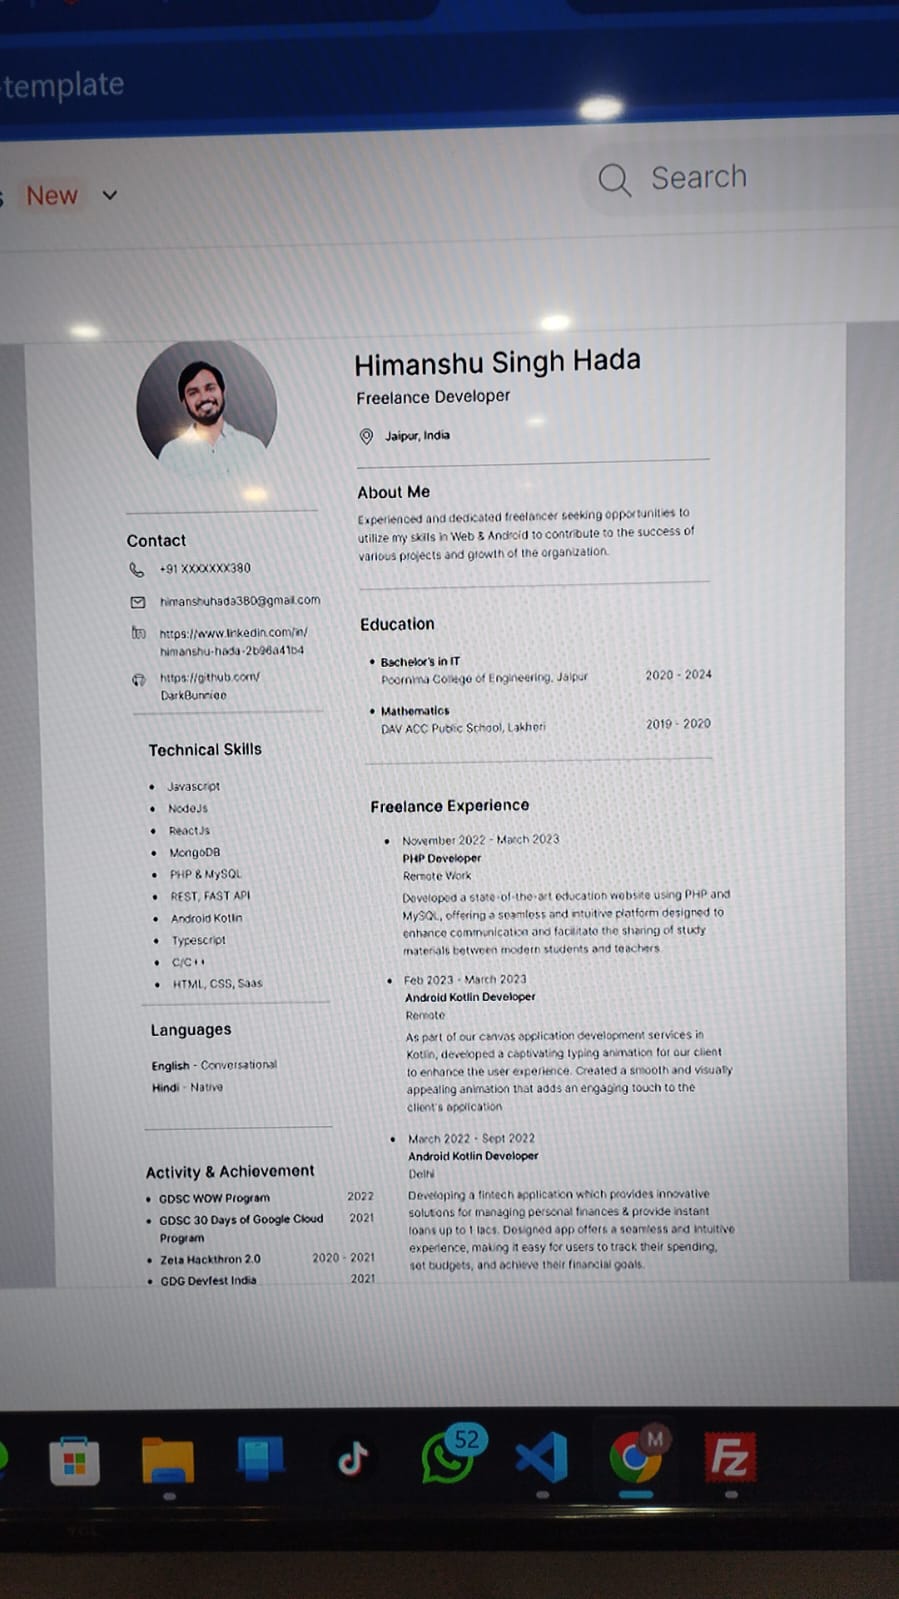 -template
New
Search
Himanshu Singh Hada
Freelance Developer
Jaipur, India
About Me
Experienced and dedicated freelancer seeking opportunities to
utilize my skills in Web & Android to contribute to the success of
various projects and growth of the organization.
Contact
+91 XXXXXXX380
himanshuhada380@gmail.com
https://www.linkedin.com/in/
himanshu-hada-2b96a41b4
https://github.com/
DarkBunniee
Education
• Bachelor's in IT
Poornima College of Engineering, Jaipur 2020 - 2024
• Mathematics
DAV ACC Public School, Lakheri 2019 - 2020
Technical Skills
• Javascript
• NodeJs
• ReactJs
• MongoDB
• PHP & MySQL
• REST, FAST API
• Android Kotlin
• Typescript
• C/C++
• HTML, CSS, Saas
Languages
English - Conversational
Hindi - Native
Activity & Achievement
• GDSC WOW Program 2022
• GDSC 30 Days of Google Cloud 2021
Program
• Zeta Hackthron 2.0 2020 - 2021
• GDG Devfest India 2021
Freelance Experience
• November 2022 - March 2023
PHP Developer
Remote Work
Developed a state-of-the-art education website using PHP and
MySQL, offering a seamless and intuitive platform designed to
enhance communication and facilitate the sharing of study
materials between modern students and teachers.
• Feb 2023 - March 2023
Android Kotlin Developer
Remote
As part of our canvas application development services in
Kotlin, developed a captivating typing animation for our client
to enhance the user experience. Created a smooth and visually
appealing animation that adds an engaging touch to the
client's application
• March 2022 - Sept 2022
Android Kotlin Developer
Delhi
Developing a fintech application which provides innovative
solutions for managing personal finances & provide instant
loans up to 1 lacs. Designed app offers a seamless and intuitive
experience, making it easy for users to track their spending,
set budgets, and achieve their financial goals.
52
M
FZ